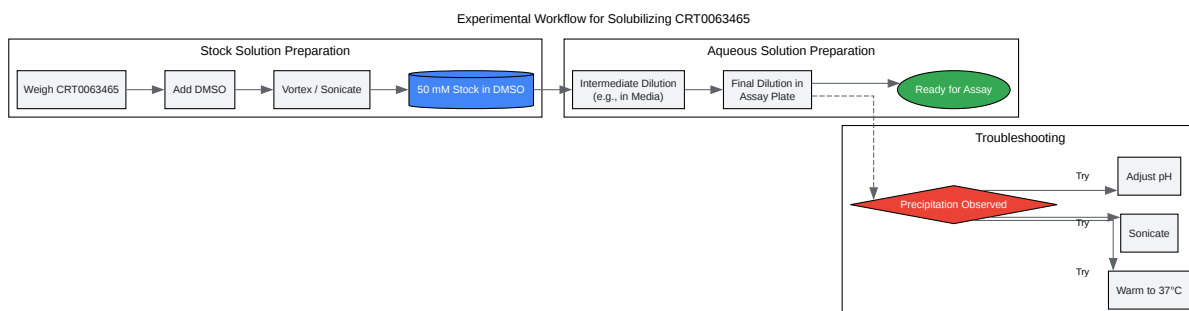 Experimental Workflow for Solubilizing CRT0063465
Stock Solution Preparation
Weigh CRT0063465
Add DMSO
Vortex / Sonicate
50 mM Stock in DMSO
Aqueous Solution Preparation
Intermediate Dilution
(e.g., in Media)
Final Dilution in
Assay Plate
Ready for Assay
Troubleshooting
Precipitation Observed
Try
Adjust pH
Try
Sonicate
Try
Warm to 37°C